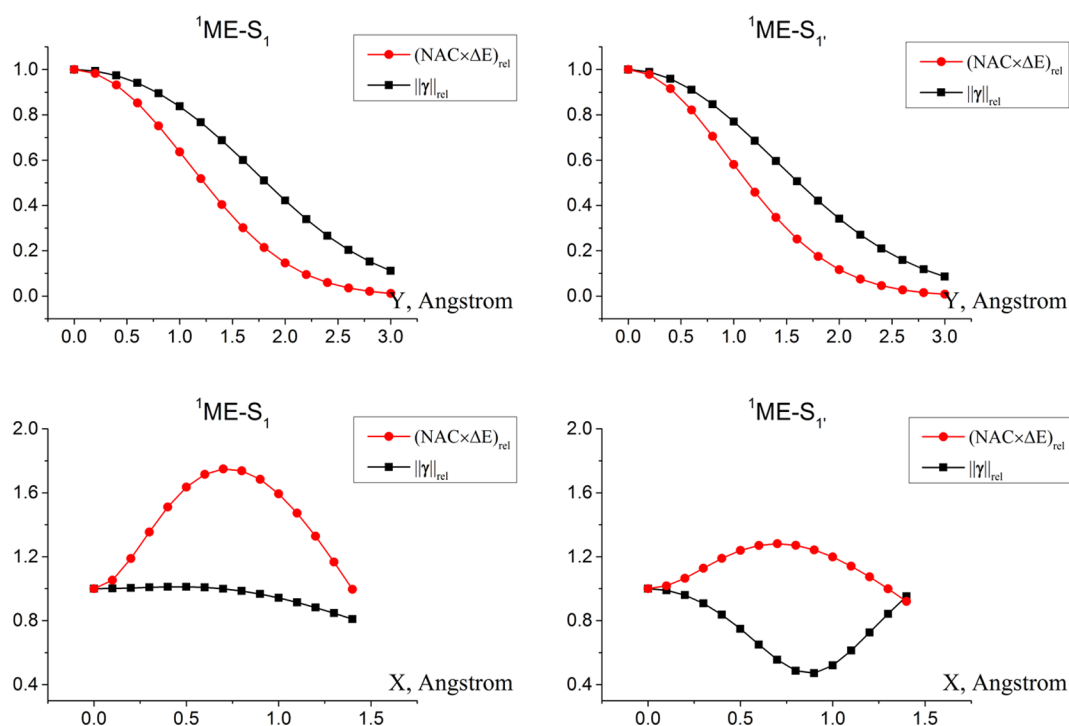 ¹ME-S₁
(NAC×ΔE)rel
||γ||rel
1.0
0.8
0.6
0.4
0.2
0.0
Y, Angstrom
0.0 0.5 1.0 1.5 2.0 2.5 3.0
¹ME-S₁'
(NAC×ΔE)rel
||γ||rel
1.0
0.8
0.6
0.4
0.2
0.0
Y, Angstrom
0.0 0.5 1.0 1.5 2.0 2.5 3.0
¹ME-S₁
(NAC×ΔE)rel
||γ||rel
2.0
1.6
1.2
0.8
0.4
X, Angstrom
0.0 0.5 1.0 1.5
¹ME-S₁'
(NAC×ΔE)rel
||γ||rel
2.0
1.6
1.2
0.8
0.4
X, Angstrom
0.0 0.5 1.0 1.5